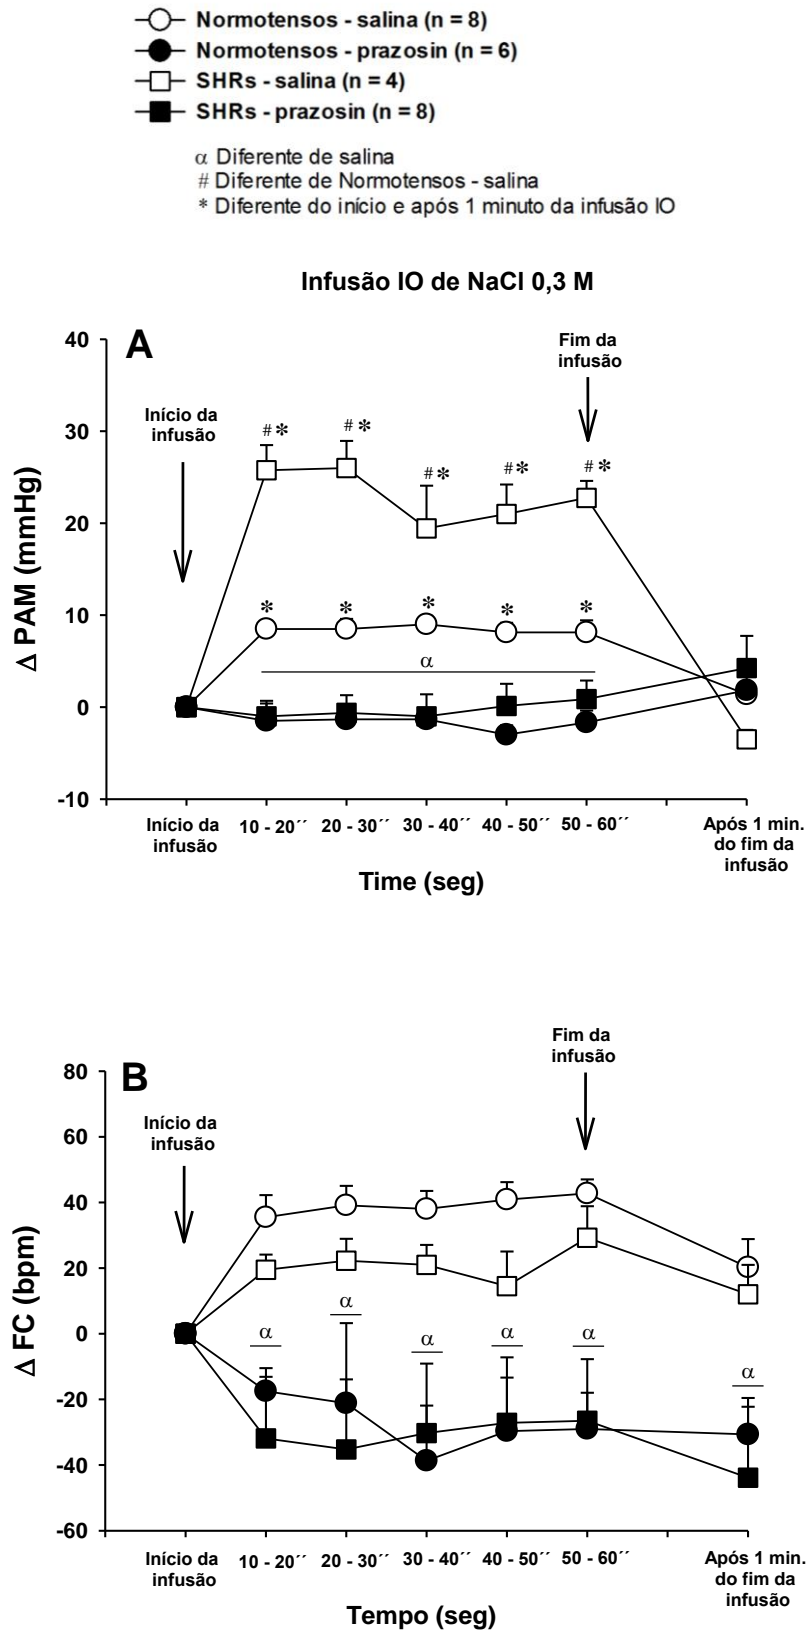 Normotensos - salina (n = 8)
Normotensos - prazosin (n = 6)
SHRs - salina (n = 4)
SHRs - prazosin (n = 8)
α Diferente de salina
# Diferente de Normotensos - salina
* Diferente do início e após 1 minuto da infusão IO
Infusão IO de NaCl 0,3 M
A
Início da
infusão
Fim da
infusão
#*
#*
#*
#*
#*
*
*
*
*
*
α
Δ PAM (mmHg)
40
30
20
10
0
-10
Início da
infusão
10 - 20´´
20 - 30´´
30 - 40´´
40 - 50´´
50 - 60´´
Após 1 min.
do fim da
infusão
Time (seg)
B
Início da
infusão
Fim da
infusão
α
α
α
α
α
α
Δ FC (bpm)
80
60
40
20
0
-20
-40
-60
Início da
infusão
10 - 20´´
20 - 30´´
30 - 40´´
40 - 50´´
50 - 60´´
Após 1 min.
do fim da
infusão
Tempo (seg)